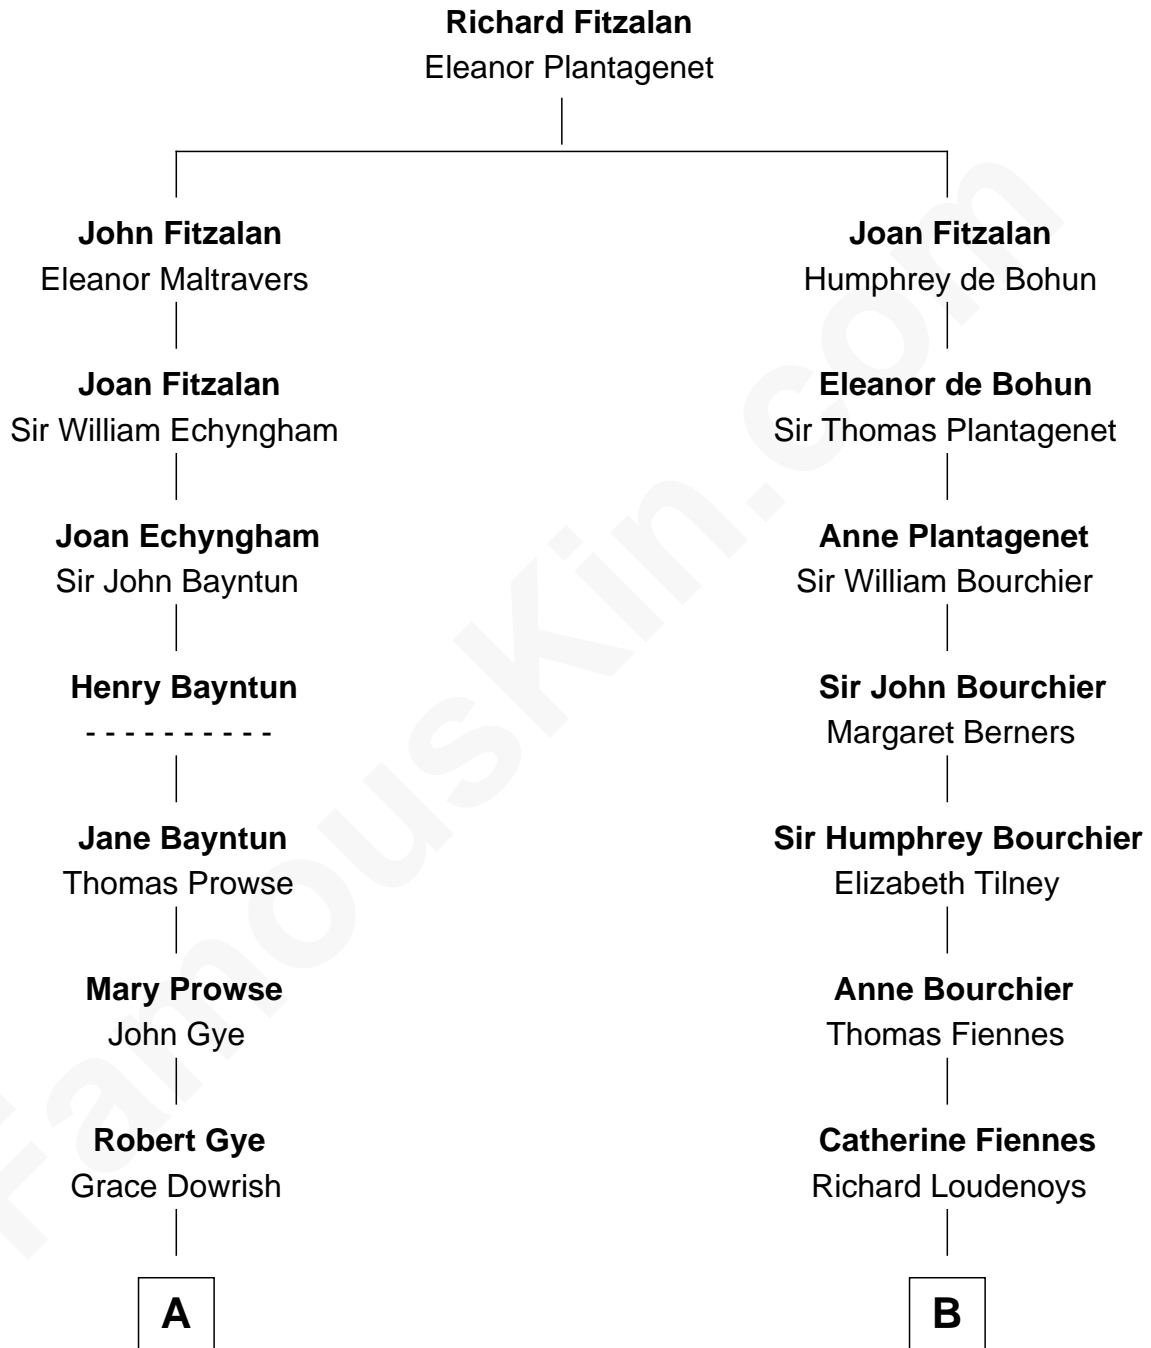 Richard Fitzalan
Eleanor Plantagenet
John Fitzalan
Eleanor Maltravers
Joan Fitzalan
Humphrey de Bohun
Joan Fitzalan
Sir William Echyngham
Eleanor de Bohun
Sir Thomas Plantagenet
Joan Echyngham
Sir John Bayntun
Anne Plantagenet
Sir William Bourchier
Henry Bayntun
- - - - - - - - - -
Sir John Bourchier
Margaret Berners
Jane Bayntun
Thomas Prowse
Sir Humphrey Bourchier
Elizabeth Tilney
Mary Prowse
John Gye
Anne Bourchier
Thomas Fiennes
Robert Gye
Grace Dowrish
Catherine Fiennes
Richard Loudenoys
A
B
FamousKin.com